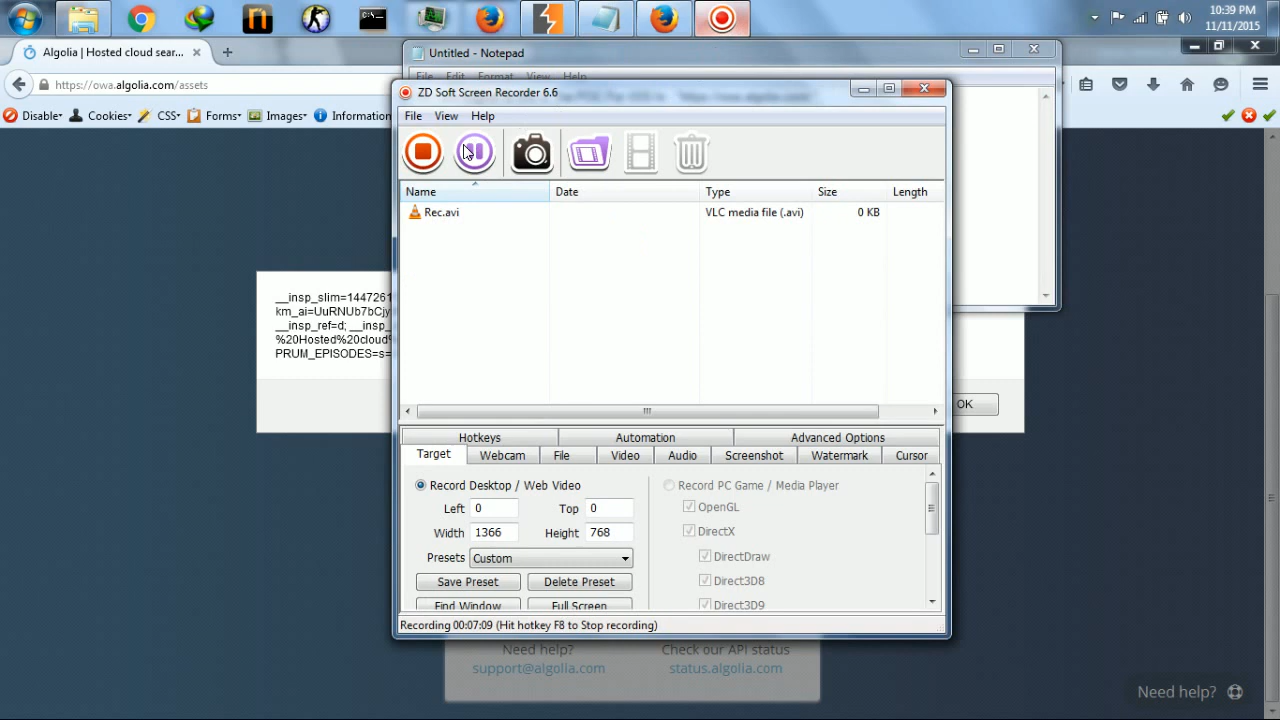 10:39 PM
11/11/2015
Algolia | Hosted cloud sear...
Untitled - Notepad
File Edit Format View Help
https://owa.algolia.com/assets
ZD Soft Screen Recorder 6.6
Disable Cookies CSS Forms Images Information
File View Help
Name Date Type Size Length
Rec.avi VLC media file (.avi) 0 KB
__insp_slim=144726
km_ai=UuRNUb7bCjy
__insp_ref=d; __insp_
%20Hosted%20cloud
PRUM_EPISODES=s=
OK
Hotkeys Automation Advanced Options
Target Webcam File Video Audio Screenshot Watermark Cursor
Record Desktop / Web Video
Left 0 Top 0
Width 1366 Height 768
Presets Custom
Save Preset Delete Preset
Find Window Full Screen
Record PC Game / Media Player
OpenGL
DirectX
DirectDraw
Direct3D8
Direct3D9
Recording 00:07:09 (Hit hotkey F8 to Stop recording)
Need help? Check our API status
support@algolia.com status.algolia.com
Need help?